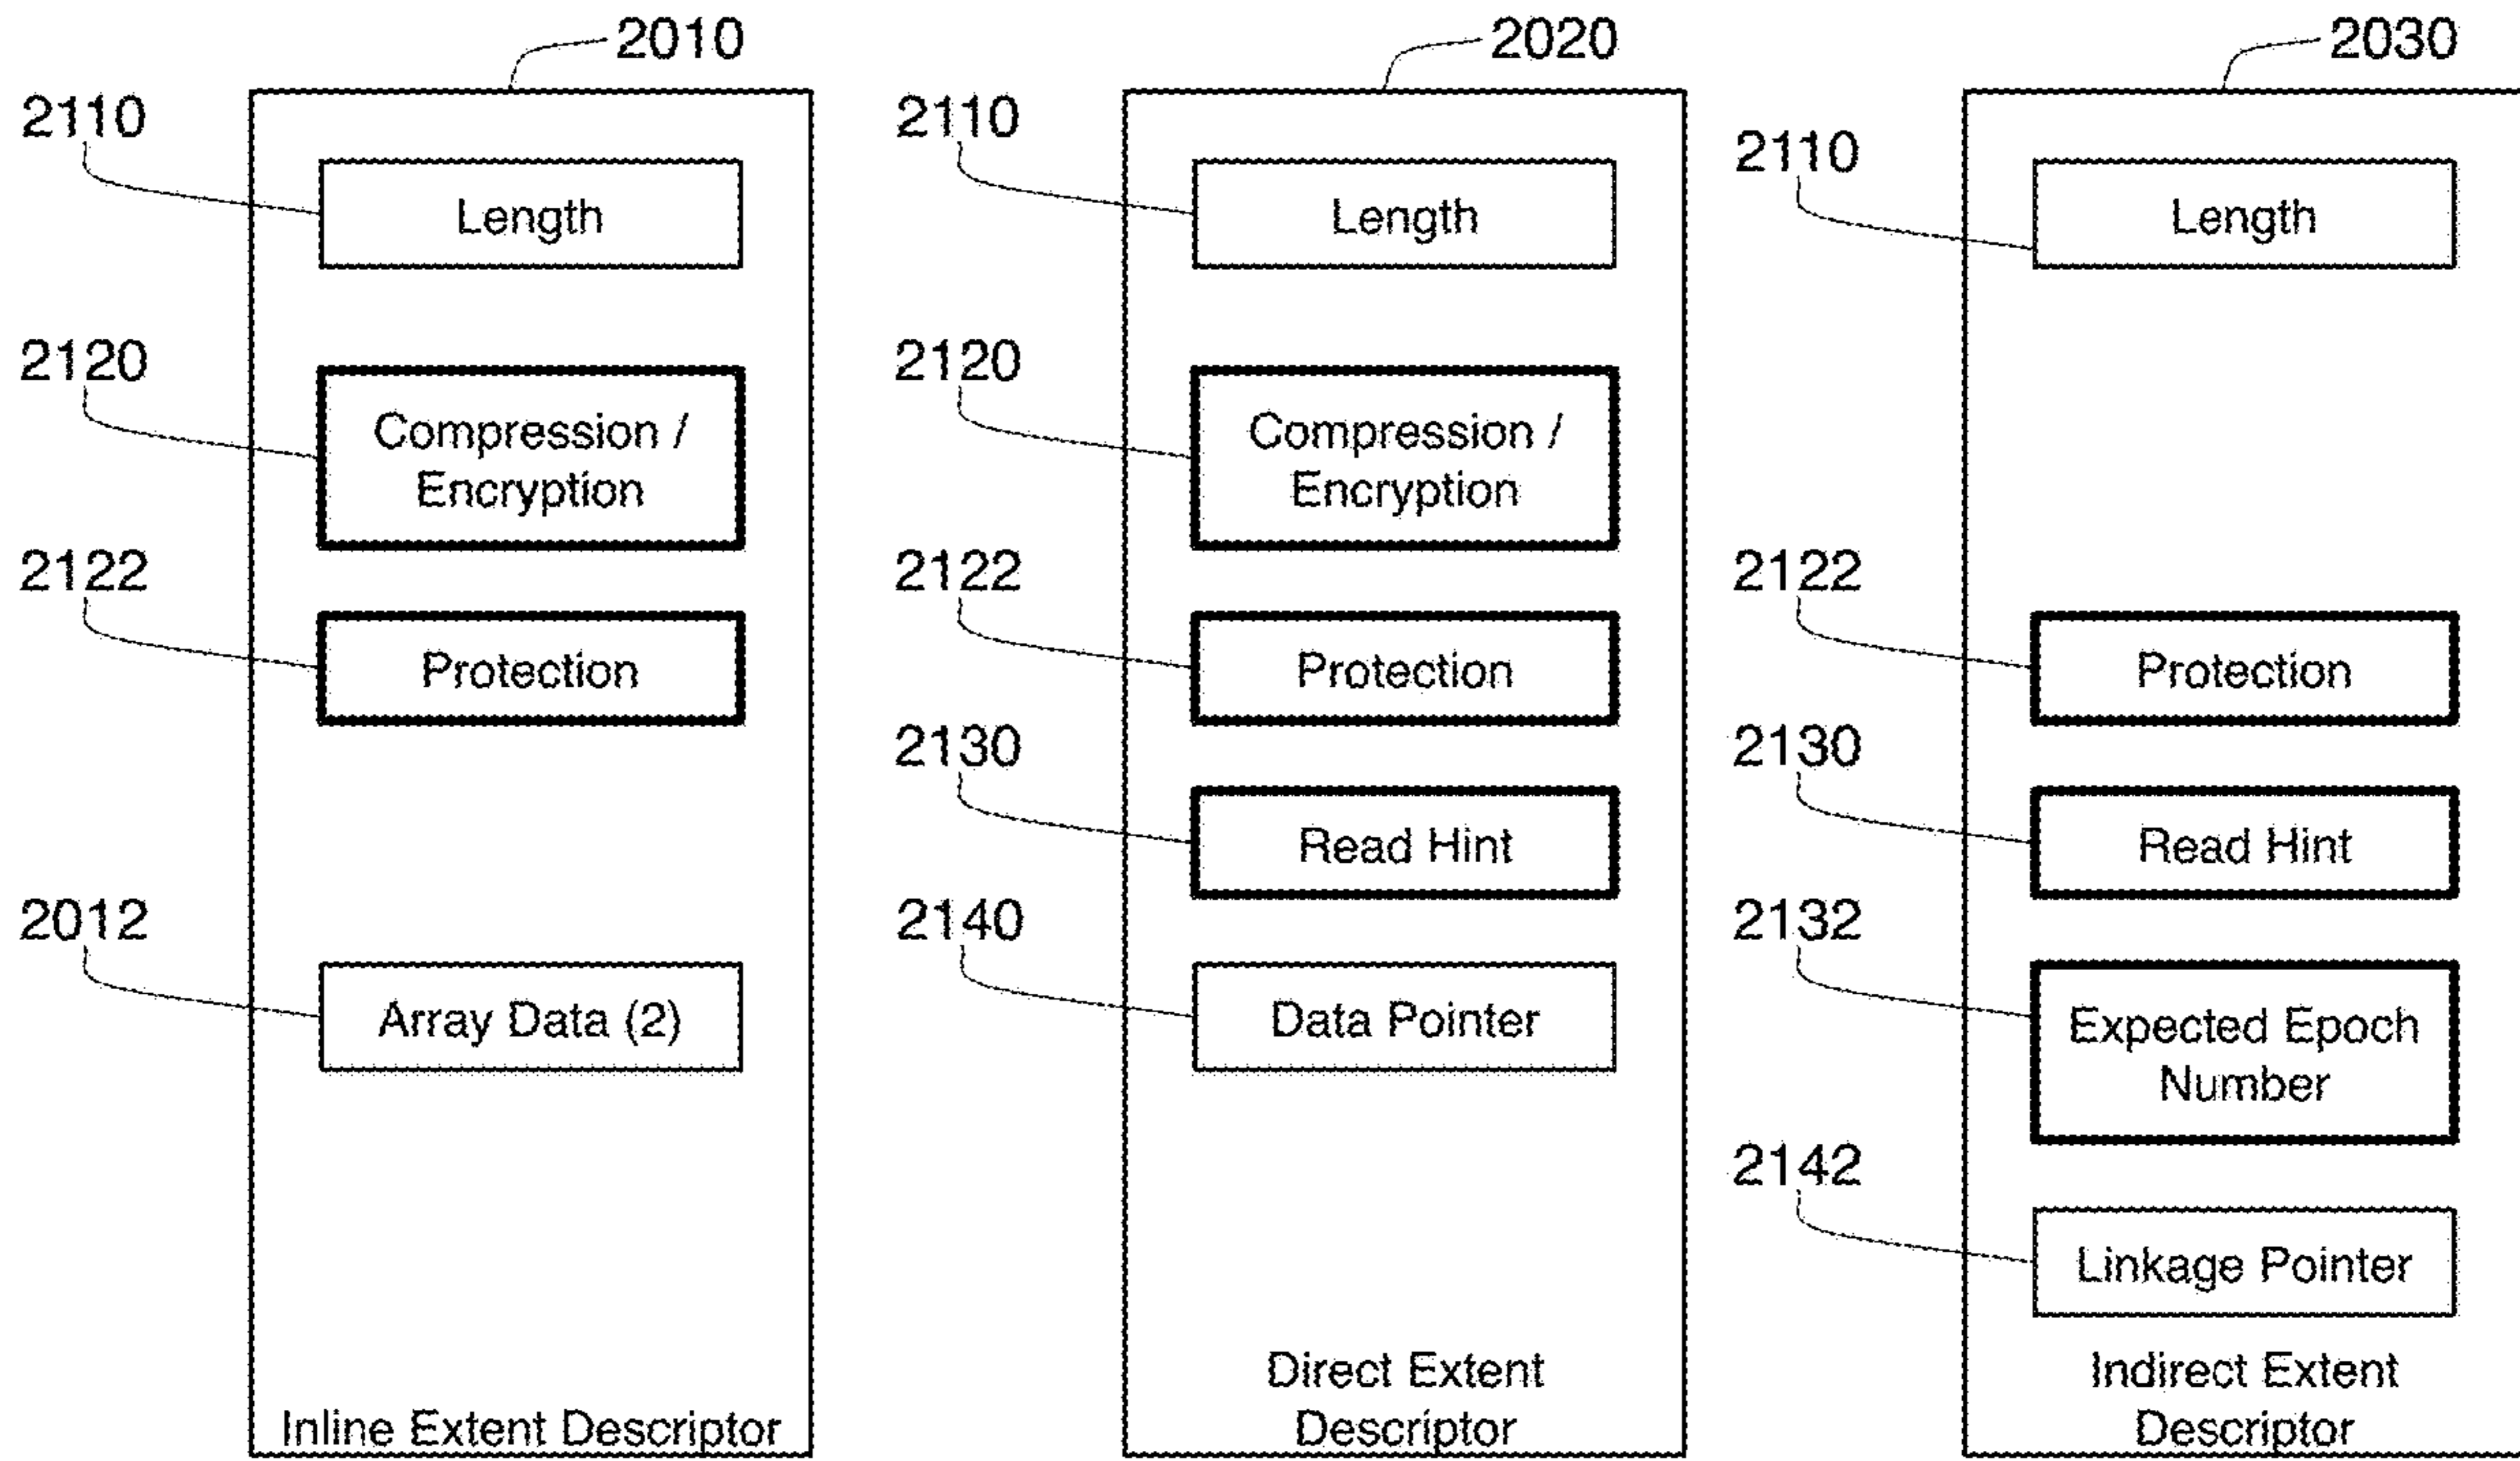 2010
2110
Length
2120
Compression /
Encryption
2122
Protection
2012
Array Data (2)
Inline Extent Descriptor
2020
2110
Length
2120
Compression /
Encryption
2122
Protection
2130
Read Hint
2140
Data Pointer
Direct Extent
Descriptor
2030
2110
Length
2122
Protection
2130
Read Hint
2132
Expected Epoch
Number
2142
Linkage Pointer
Indirect Extent
Descriptor